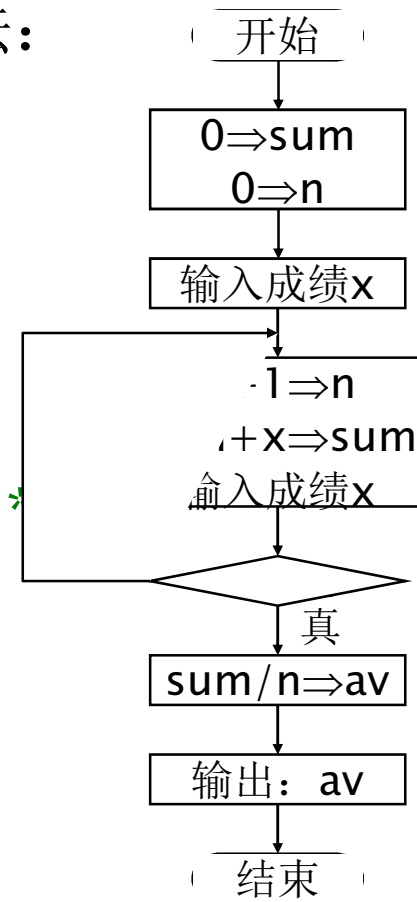 ：
开始
0⇒sum
0⇒n
输入成绩x
1⇒n
+x⇒sum
输入成绩x
真
sum/n⇒av
输出：av
结束